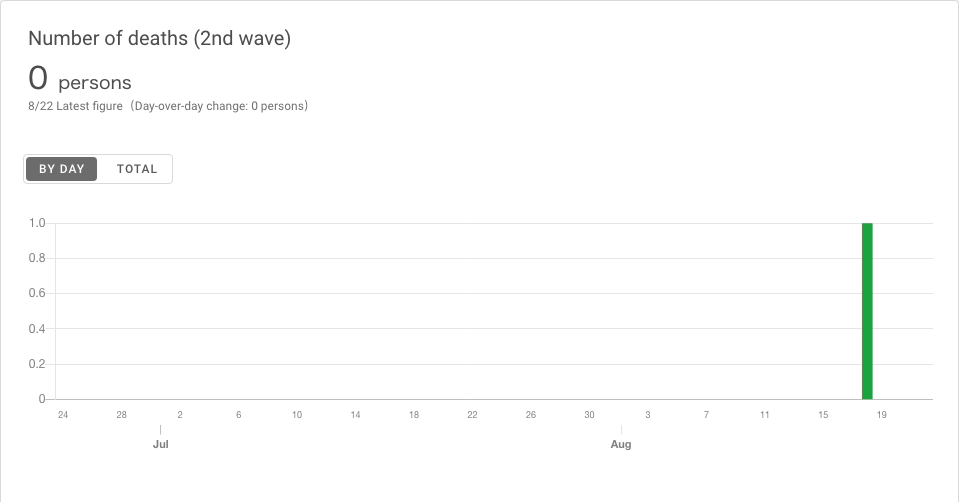 Number of deaths (2nd wave)
0 persons
8/22 Latest figure（Day-over-day change: 0 persons）
BY DAY TOTAL
1.0
0.8
0.6
0.4
0.2
0
24 28 2 6 10 14 18 22 26 30 3 7 11 15 19
Jul Aug